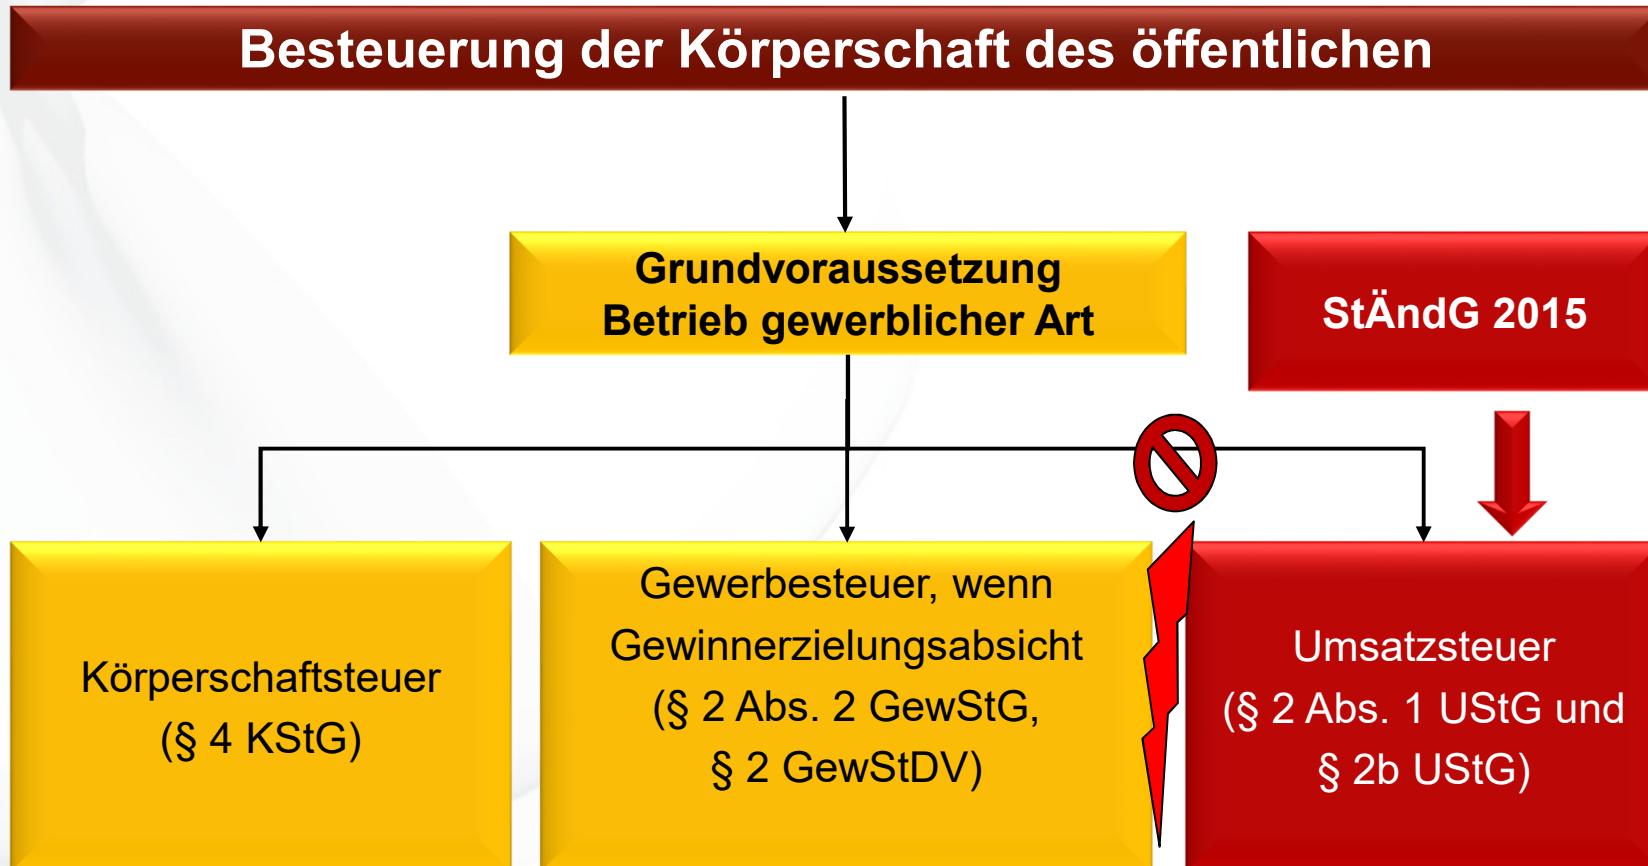 Besteuerung der Körperschaft des öffentlichen
Grundvoraussetzung
Betrieb gewerblicher Art
StÄndG 2015
Körperschaftsteuer
(§ 4 KStG)
Gewerbesteuer, wenn
Gewinnerzielungsabsicht
(§ 2 Abs. 2 GewStG,
§ 2 GewStDV)
Umsatzsteuer
(§ 2 Abs. 1 UStG und
§ 2b UStG)